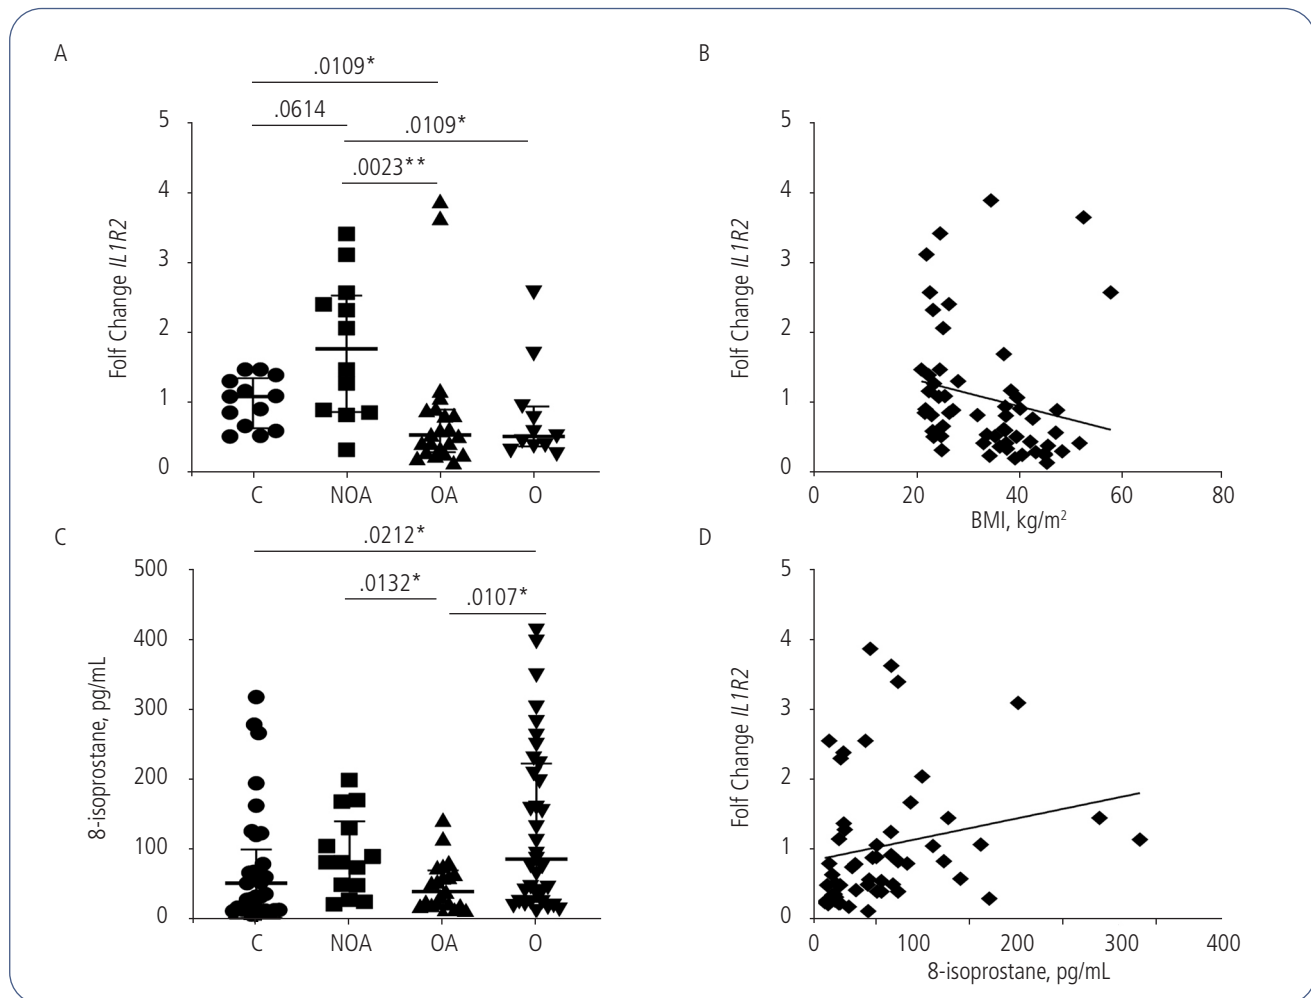 A
.0109*
.0614
.0109*
.0023**
5
4
3
2
1
0
Folf Change IL1R2
C NOA OA O
B
5
4
3
2
1
0
Folf Change IL1R2
0 20 40 60 80
BMI, kg/m²
C
.0212*
.0132*
.0107*
500
400
300
200
100
0
8-isoprostane, pg/mL
C NOA OA O
D
5
4
3
2
1
0
Folf Change IL1R2
0 100 200 300 400
8-isoprostane, pg/mL